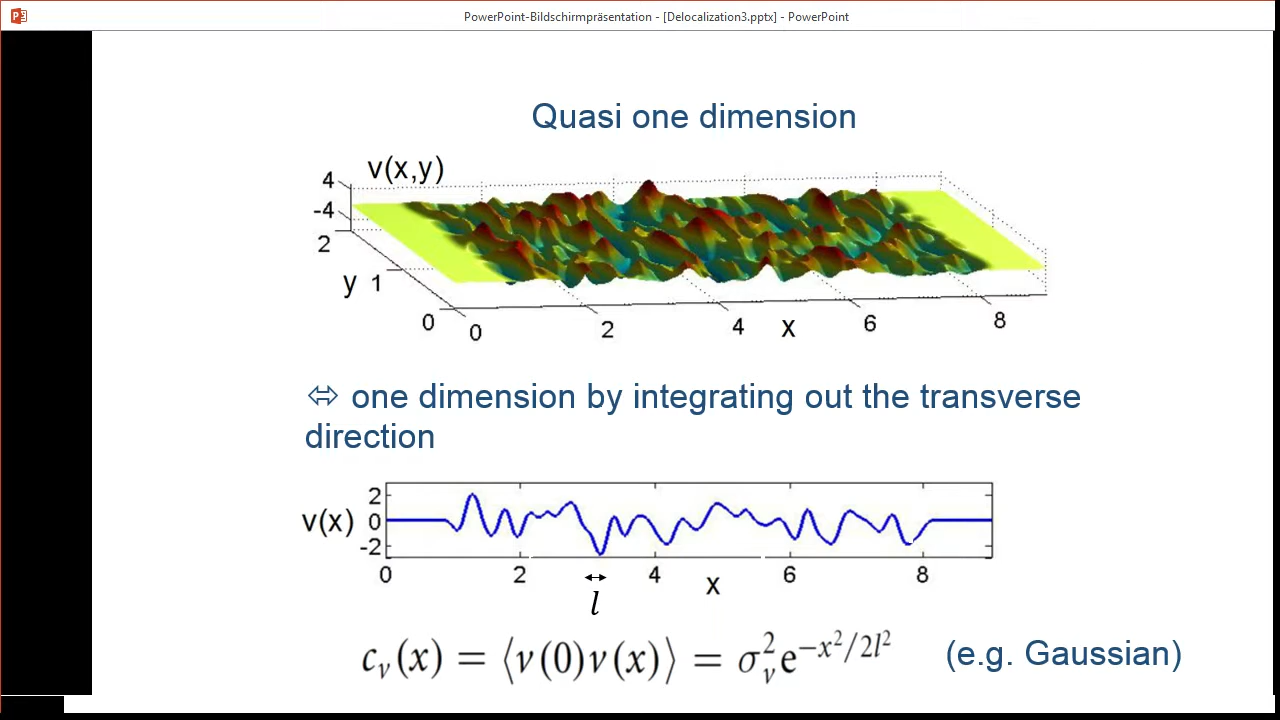 PowerPoint-Bildschirmpräsentation - [Delocalization3.pptx] - PowerPoint
Quasi one dimension
v(x,y)
4
-4
2
y 1
0
0 2 4 x 6 8
⇔ one dimension by integrating out the transverse
direction
2
v(x) 0
-2
0 2 4 x 6 8
l
c_v(x) = ⟨v(0)v(x)⟩ = σ_v^2 e^{-x^2/2l^2} (e.g. Gaussian)